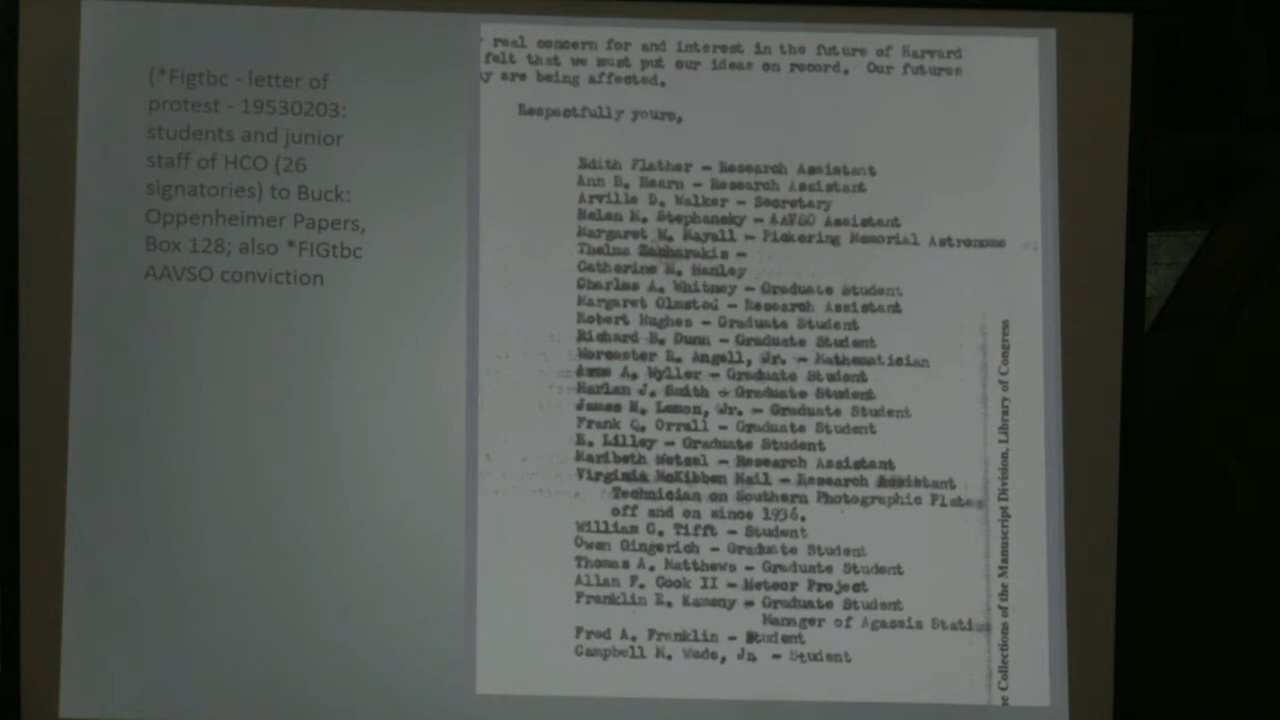 (*Figtbc - letter of
protest - 19530203:
students and junior
staff of HCO (26
signatories) to Buck:
Oppenheimer Papers,
Box 128; also *FIGtbc
AAVSO conviction
real concern for and interest in the future of Harvard
felt that we must put our ideas on record. Our futures
y are being affected.
Respectfully yours,
Edith Flather - Research Assistant
Ann B. Hearn - Research Assistant
Arville D. Walker - Secretary
Helen M. Stephansky - AAVSO Assistant
Margaret W. Mayall - Pickering Memorial Astronome
Thelma -
Catherine M. Hanley
Charles A. Whitney - Graduate Student
Margaret Olmsted - Research Assistant
Robert Hughes - Graduate Student
Richard B. Dunn - Graduate Student
Worcester R. Angell, Jr. - Mathematician
A. Wyller - Graduate Student
Harlan J. Smith - Graduate Student
James H. Lemon, Jr. - Graduate Student
Frank Q. Orrall - Graduate Student
E. Lilley - Graduate Student
Maribeth Wetzel - Research Assistant
Virginia McKibben Nail - Research Assistant
Technician on Southern Photographic Plates
off and on since 1936.
William G. Tifft - Student
Owen Gingerich - Graduate Student
Thomas A. Matthews - Graduate Student
Allan F. Cook II - Meteor Project
Franklin E. Kameny - Graduate Student
Manager of Agassis Statio
Fred A. Franklin - Student
Campbell M. Wade, Jr. - Student
e Collections of the Manuscript Division, Library of Congress